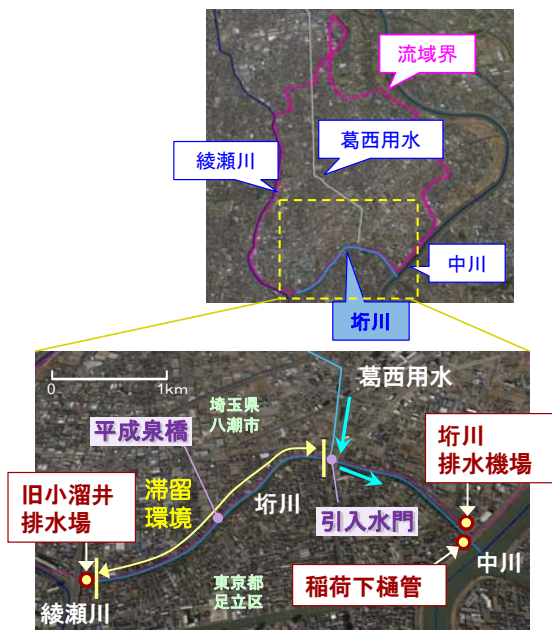 流域界
葛西用水
綾瀬川
中川
垳川
0
1km
葛西用水
埼玉県
八潮市
平成泉橋
垳川
排水機場
旧小溜井
排水場
滞留
環境
垳川
引入水門
中川
稲荷下樋管
東京都
足立区
綾瀬川